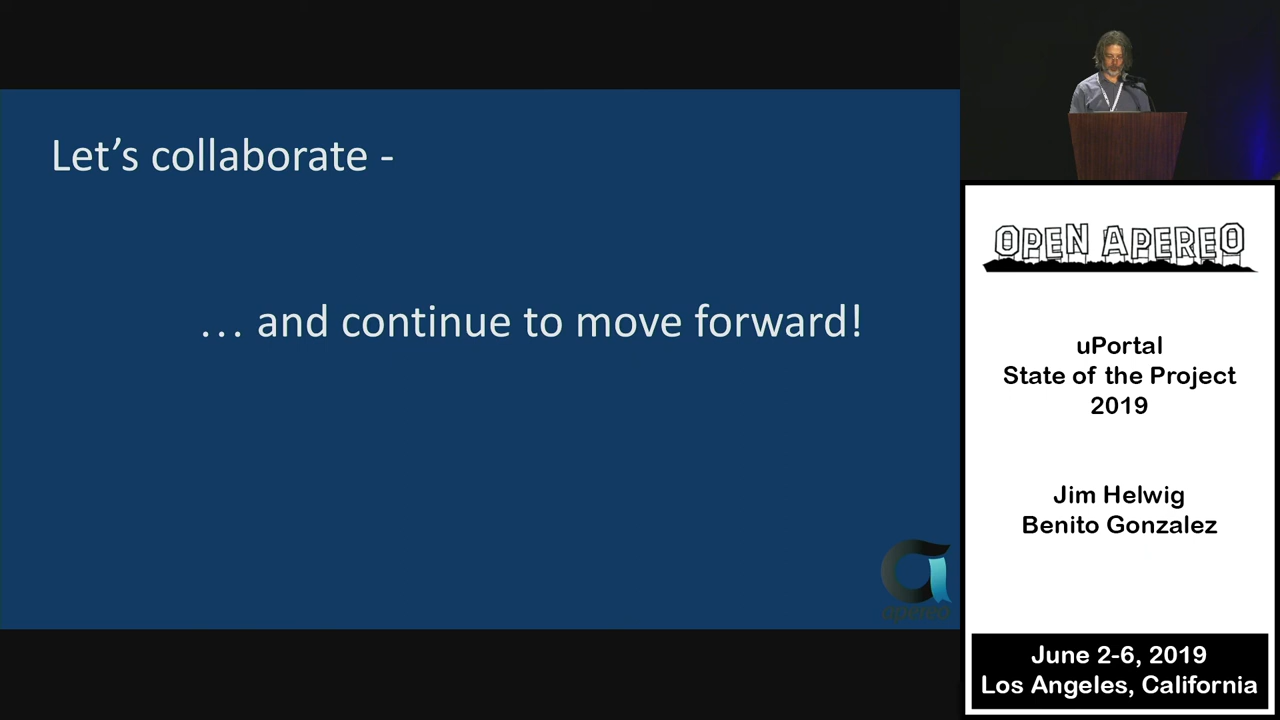 Let's collaborate -
… and continue to move forward!
apereo
OPEN APEREO
uPortal
State of the Project
2019
Jim Helwig
Benito Gonzalez
June 2-6, 2019
Los Angeles, California